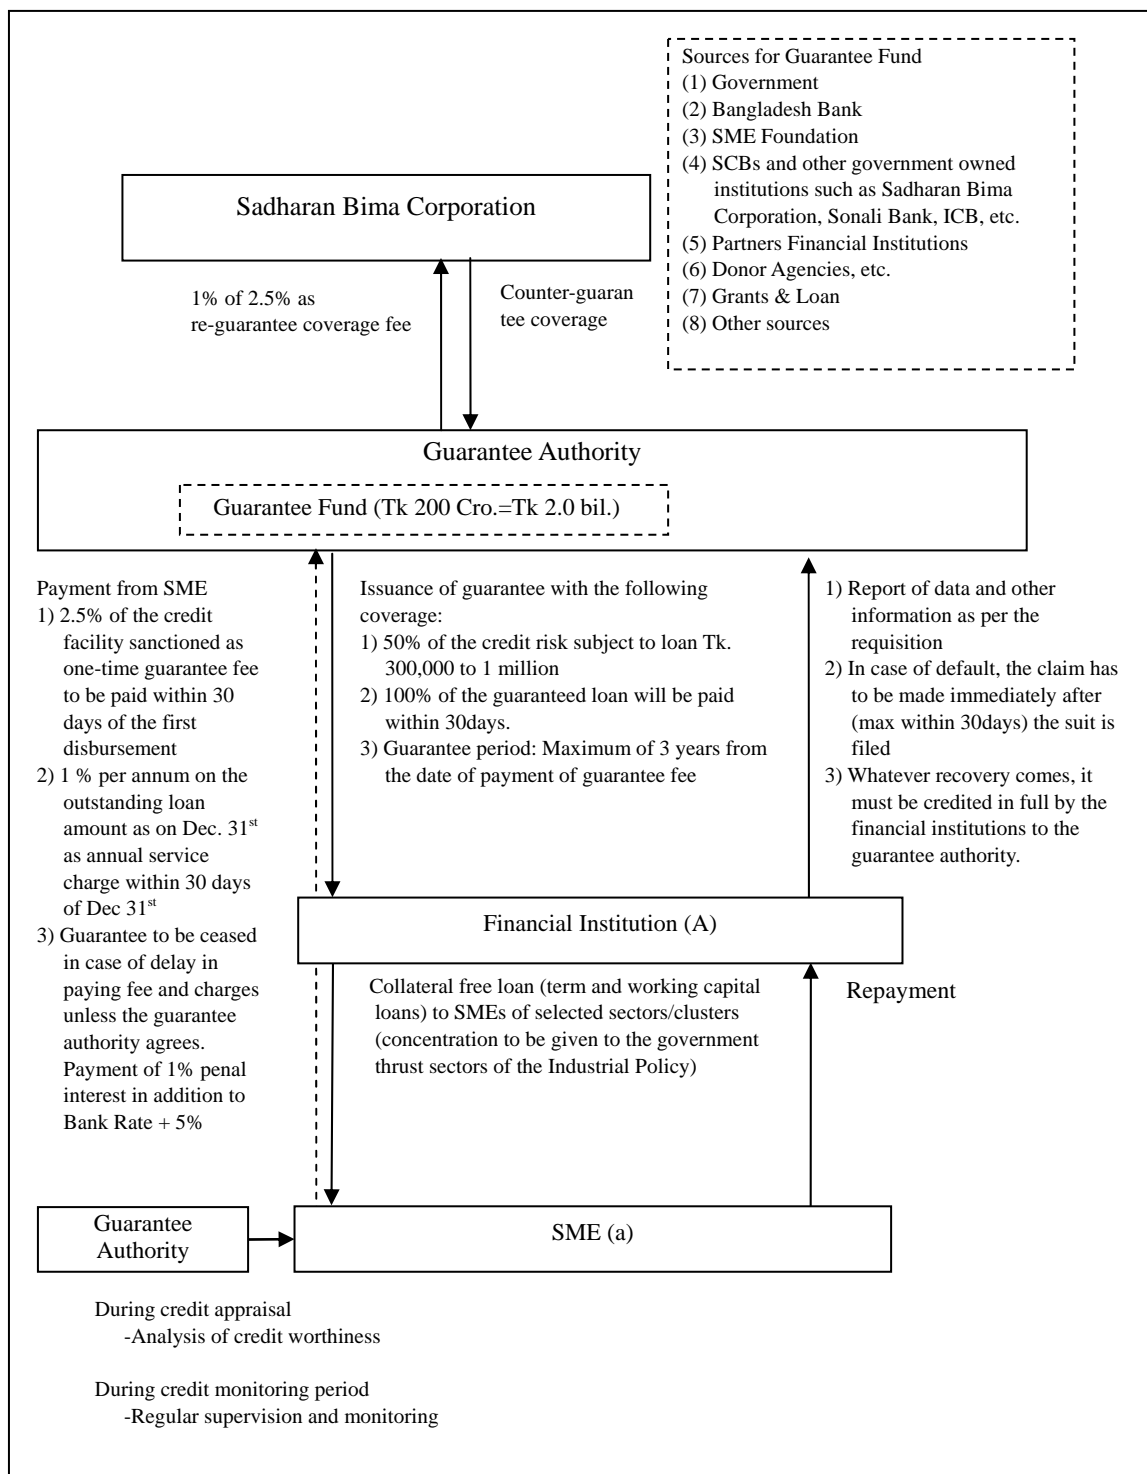 Sources for Guarantee Fund
(1) Government
(2) Bangladesh Bank
(3) SME Foundation
(4) SCBs and other government owned
institutions such as Sadharan Bima
Corporation, Sonali Bank, ICB, etc.
(5) Partners Financial Institutions
(6) Donor Agencies, etc.
(7) Grants & Loan
(8) Other sources
Sadharan Bima Corporation
1% of 2.5% as
re-guarantee coverage fee
Counter-guaran
tee coverage
Guarantee Authority
Guarantee Fund (Tk 200 Cro.=Tk 2.0 bil.)
Payment from SME
1) 2.5% of the credit
facility sanctioned as
one-time guarantee fee
to be paid within 30
days of the first
disbursement
2) 1 % per annum on the
outstanding loan
amount as on Dec. 31st
as annual service
charge within 30 days
of Dec 31st
3) Guarantee to be ceased
in case of delay in
paying fee and charges
unless the guarantee
authority agrees.
Payment of 1% penal
interest in addition to
Bank Rate + 5%
Issuance of guarantee with the following
coverage:
1) 50% of the credit risk subject to loan Tk.
300,000 to 1 million
2) 100% of the guaranteed loan will be paid
within 30days.
3) Guarantee period: Maximum of 3 years from
the date of payment of guarantee fee
1) Report of data and other
information as per the
requisition
2) In case of default, the claim has
to be made immediately after
(max within 30days) the suit is
filed
3) Whatever recovery comes, it
must be credited in full by the
financial institutions to the
guarantee authority.
Financial Institution (A)
Collateral free loan (term and working capital
loans) to SMEs of selected sectors/clusters
(concentration to be given to the government
thrust sectors of the Industrial Policy)
Repayment
Guarantee
Authority
SME (a)
During credit appraisal
-Analysis of credit worthiness
During credit monitoring period
-Regular supervision and monitoring